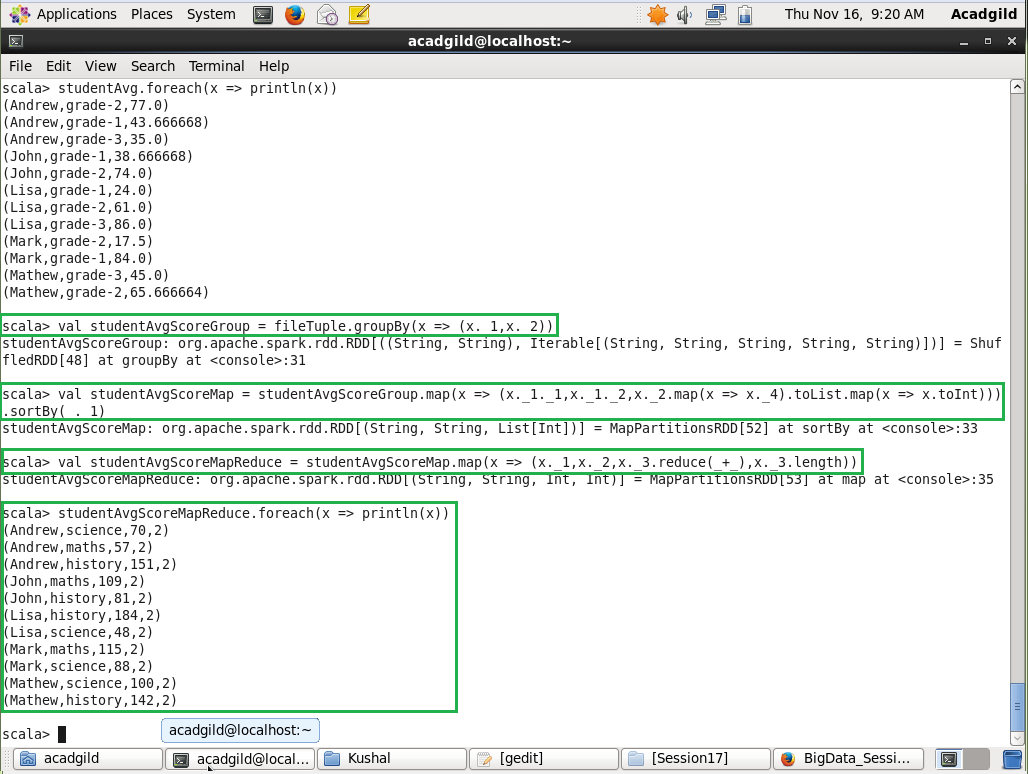 Applications Places System Thu Nov 16, 9:20 AM Acadgild
acadgild@localhost:~
File Edit View Search Terminal Help
scala> studentAvg.foreach(x => println(x))
(Andrew,grade-2,77.0)
(Andrew,grade-1,43.666668)
(Andrew,grade-3,35.0)
(John,grade-1,38.666668)
(John,grade-2,74.0)
(Lisa,grade-1,24.0)
(Lisa,grade-2,61.0)
(Lisa,grade-3,86.0)
(Mark,grade-2,17.5)
(Mark,grade-1,84.0)
(Mathew,grade-3,45.0)
(Mathew,grade-2,65.666664)
scala> val studentAvgScoreGroup = fileTuple.groupBy(x => (x. 1,x. 2))
studentAvgScoreGroup: org.apache.spark.rdd.RDD[((String, String), Iterable[(String, String, String, String, String)])] = Shuf
fledRDD[48] at groupBy at <console>:31
scala> val studentAvgScoreMap = studentAvgScoreGroup.map(x => (x._1._1,x._1._2,x._2.map(x => x._4).toList.map(x => x.toInt)))
.sortBy( . 1)
studentAvgScoreMap: org.apache.spark.rdd.RDD[(String, String, List[Int])] = MapPartitionsRDD[52] at sortBy at <console>:33
scala> val studentAvgScoreMapReduce = studentAvgScoreMap.map(x => (x._1,x._2,x._3.reduce(_+_),x._3.length))
studentAvgScoreMapReduce: org.apache.spark.rdd.RDD[(String, String, Int, Int)] = MapPartitionsRDD[53] at map at <console>:35
scala> studentAvgScoreMapReduce.foreach(x => println(x))
(Andrew,science,70,2)
(Andrew,maths,57,2)
(Andrew,history,151,2)
(John,maths,109,2)
(John,history,81,2)
(Lisa,history,184,2)
(Lisa,science,48,2)
(Mark,maths,115,2)
(Mark,science,88,2)
(Mathew,science,100,2)
(Mathew,history,142,2)
acadgild@localhost:~
scala>
acadgild acadgild@local... Kushal [gedit] [Session17] BigData_Sessi...